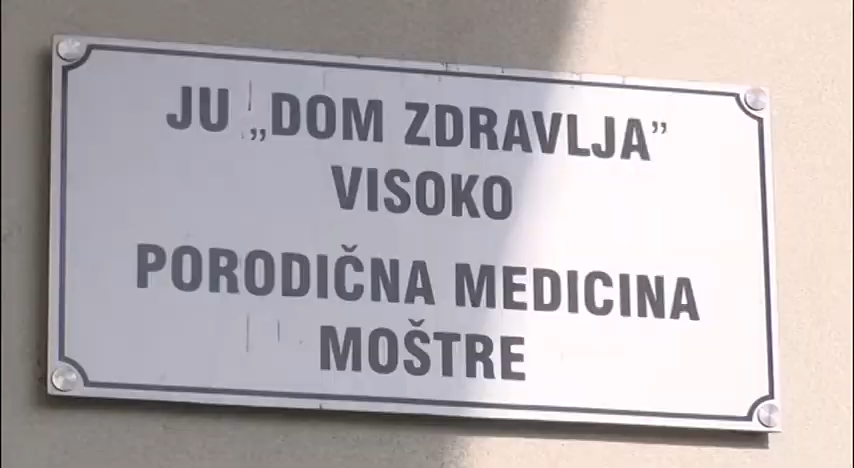 JU „DOM ZDRAVLJA”
VISOKO
PORODIČNA MEDICINA
MOŠTRE